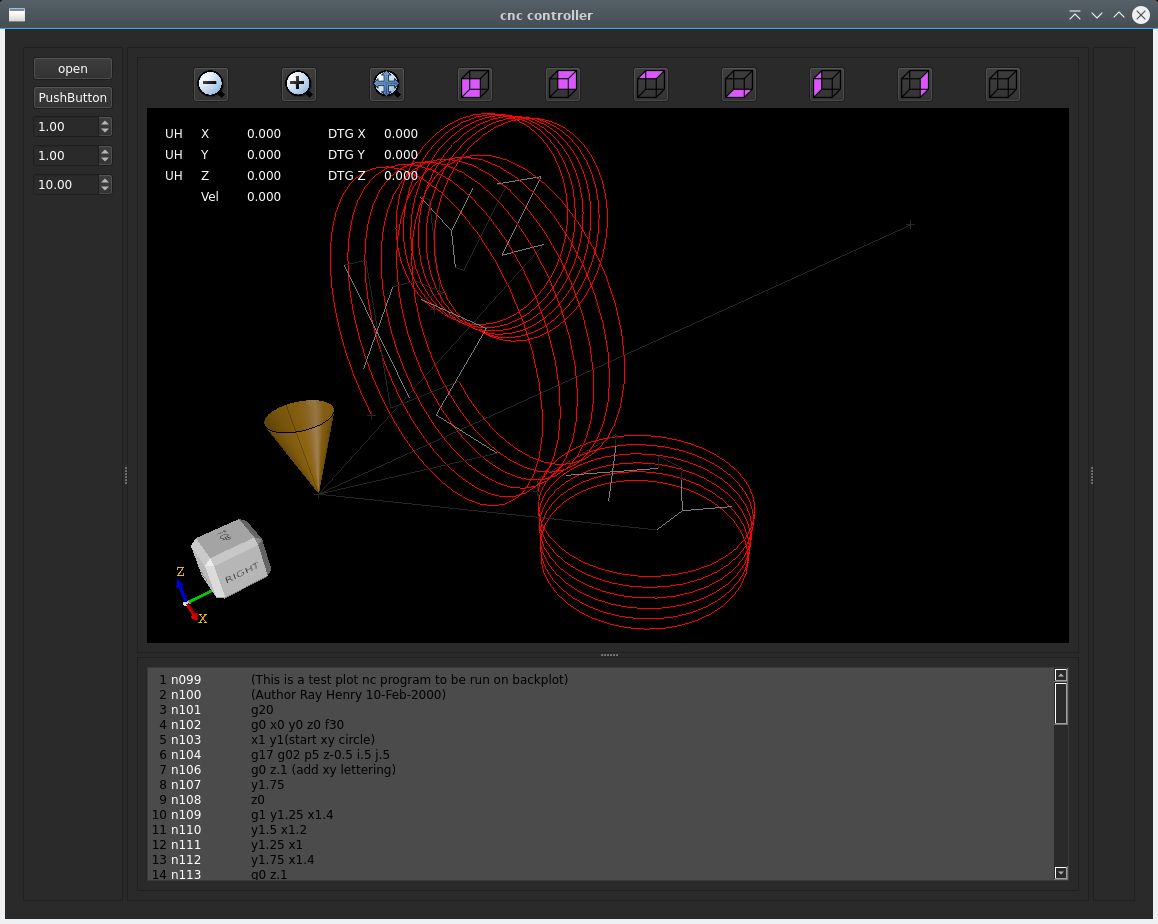 cnc controller
open
PushButton
1.00
1.00
10.00
UH X 0.000 DTG X 0.000
UH Y 0.000 DTG Y 0.000
UH Z 0.000 DTG Z 0.000
Vel 0.000
RIGHT
Z
X
1 n099 (This is a test plot nc program to be run on backplot)
2 n100 (Author Ray Henry 10-Feb-2000)
3 n101 g20
4 n102 g0 x0 y0 z0 f30
5 n103 x1 y1(start xy circle)
6 n104 g17 g02 p5 z-0.5 i.5 j.5
7 n106 g0 z.1 (add xy lettering)
8 n107 y1.75
9 n108 z0
10 n109 g1 y1.25 x1.4
11 n110 y1.5 x1.2
12 n111 y1.25 x1
13 n112 y1.75 x1.4
14 n113 g0 z.1